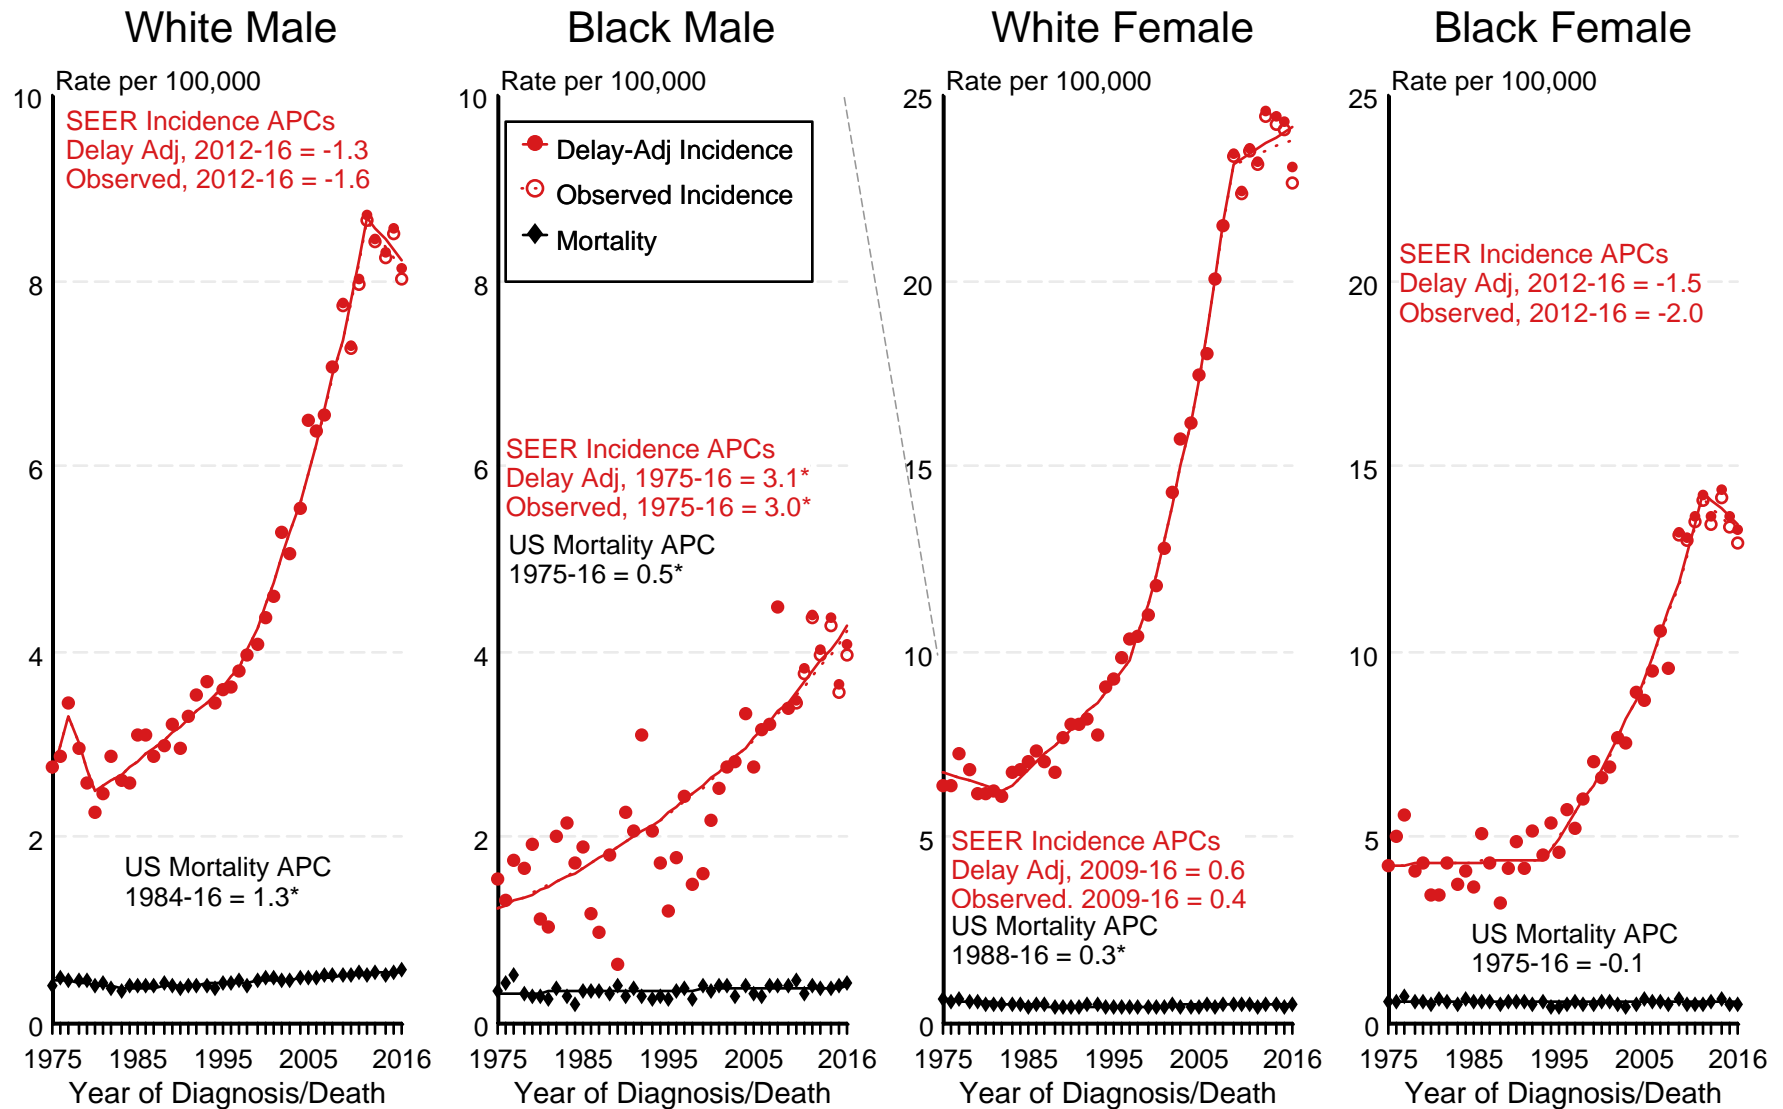 White Male
Rate per 100,000
10
8
6
4
2
0
SEER Incidence APCs
Delay Adj, 2012-16 = -1.3
Observed, 2012-16 = -1.6
US Mortality APC
1984-16 = 1.3*
1975 1985 1995 2005 2016
Year of Diagnosis/Death
Black Male
Rate per 100,000
10
8
6
4
2
0
Delay-Adj Incidence
Observed Incidence
Mortality
SEER Incidence APCs
Delay Adj, 1975-16 = 3.1*
Observed, 1975-16 = 3.0*
US Mortality APC
1975-16 = 0.5*
1975 1985 1995 2005 2016
Year of Diagnosis/Death
White Female
Rate per 100,000
25
20
15
10
5
0
SEER Incidence APCs
Delay Adj, 2009-16 = 0.6
Observed. 2009-16 = 0.4
US Mortality APC
1988-16 = 0.3*
1975 1985 1995 2005 2016
Year of Diagnosis/Death
Black Female
Rate per 100,000
25
20
15
10
5
0
SEER Incidence APCs
Delay Adj, 2012-16 = -1.5
Observed, 2012-16 = -2.0
US Mortality APC
1975-16 = -0.1
1975 1985 1995 2005 2016
Year of Diagnosis/Death